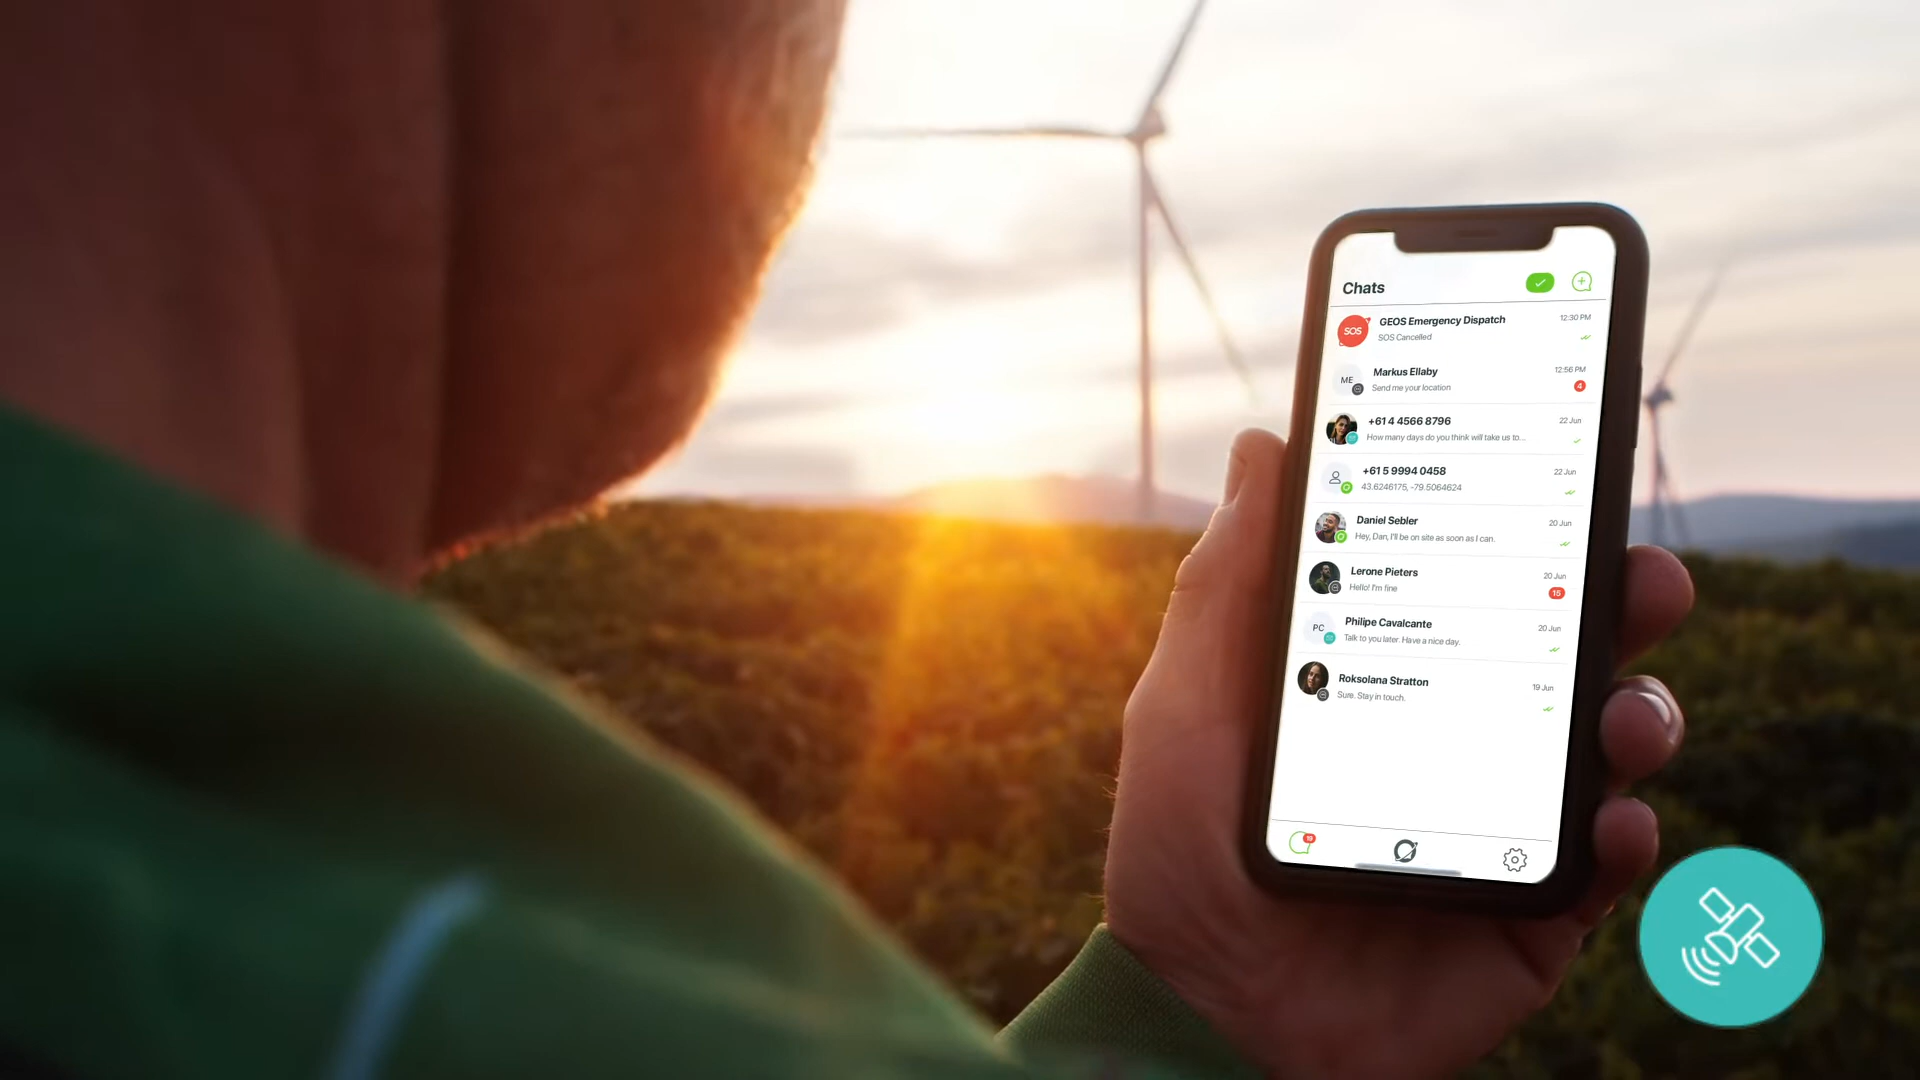 Chats
SOS GEOS Emergency Dispatch 12:30 PM
SOS Cancelled
ME Markus Ellaby 12:56 PM
Send me your location 4
+61 4 4566 8796 22 Jun
How many days do you think will take us to...
+61 5 9994 0458 22 Jun
43.6246175, -79.5064624
Daniel Sebler 20 Jun
Hey, Dan, I'll be on site as soon as I can.
Lerone Pieters 20 Jun
Hello! I'm fine 15
PC Philipe Cavalcante 20 Jun
Talk to you later. Have a nice day.
Roksolana Stratton 19 Jun
Sure. Stay in touch.
19